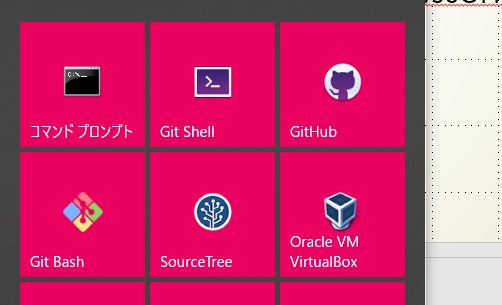 コマンド プロンプト
Git Shell
GitHub
Git Bash
SourceTree
Oracle VM
VirtualBox